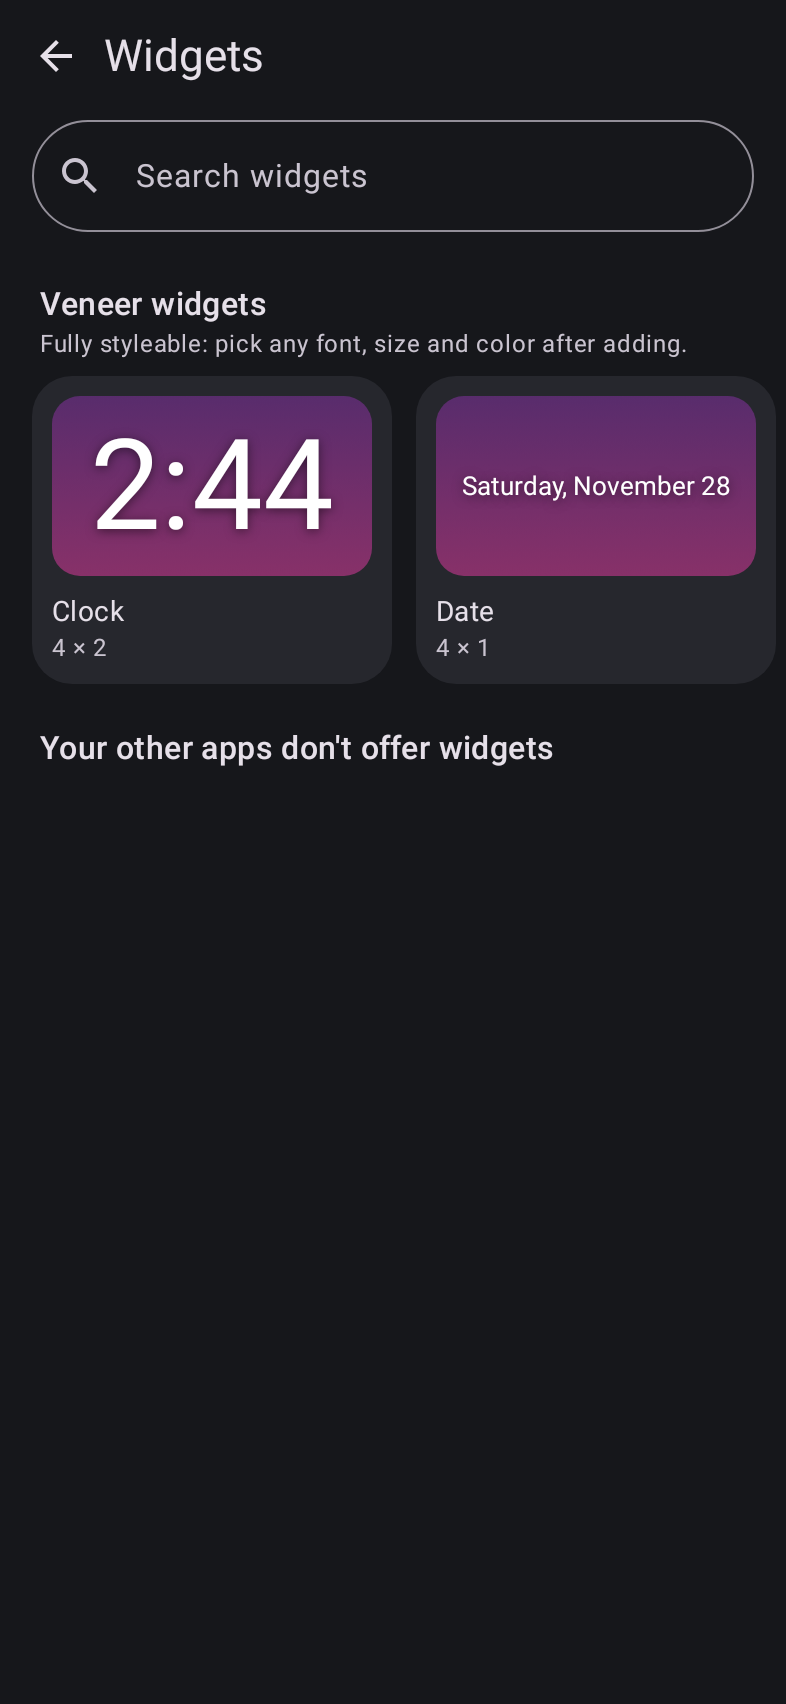 Widgets
Search widgets
Veneer widgets
Fully styleable: pick any font, size and color after adding.
2:44
Saturday, November 28
Clock
Date
4 × 2
4 × 1
Your other apps don't offer widgets